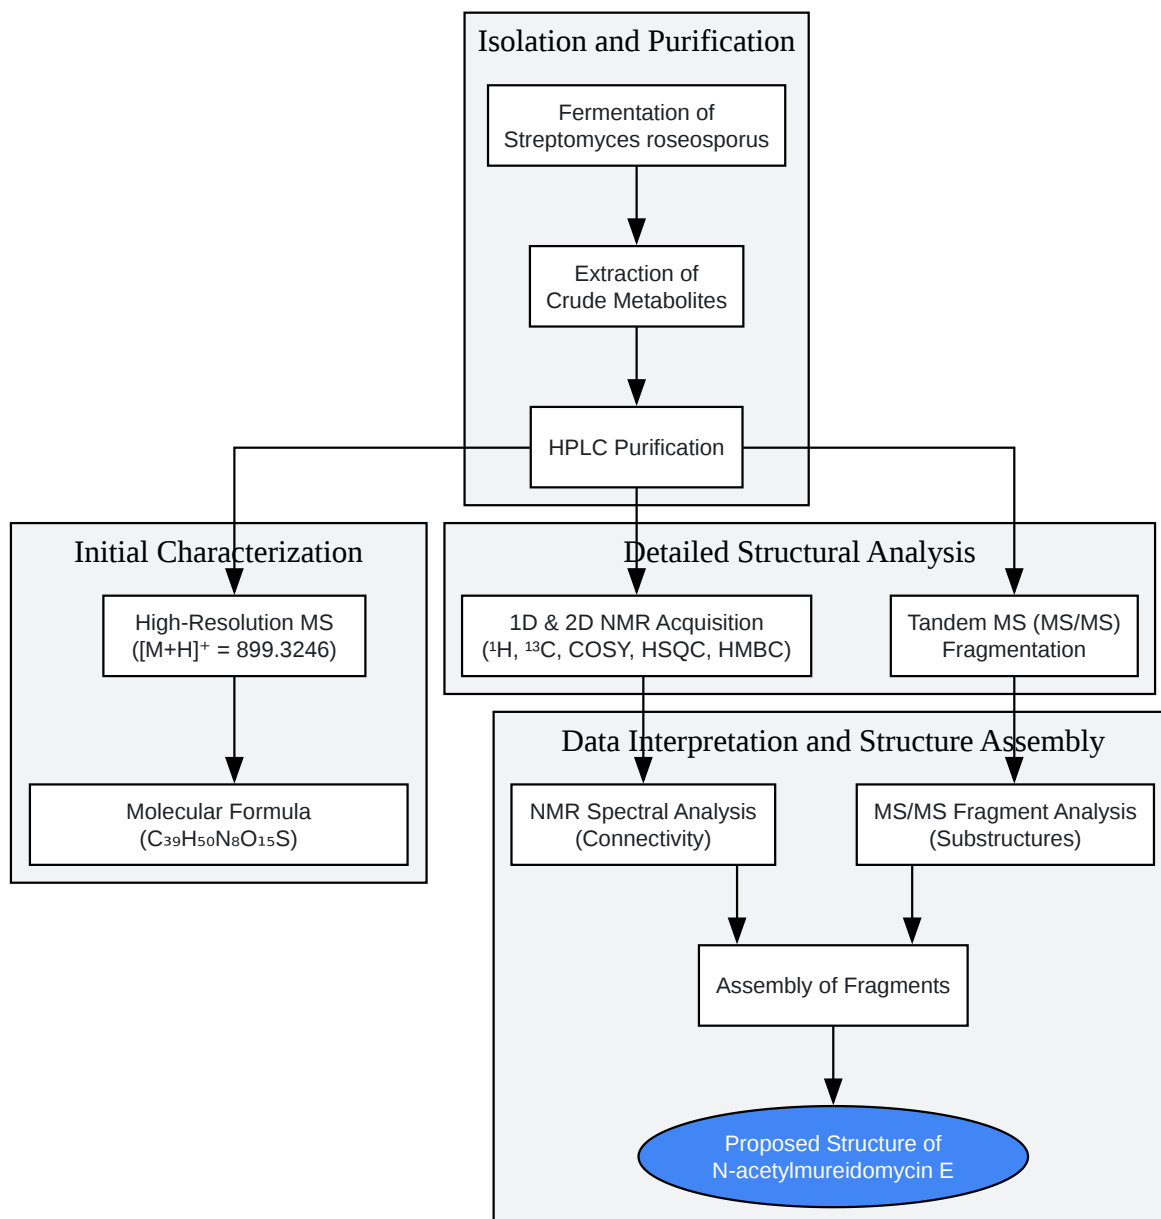 Isolation and Purification
Fermentation of
Streptomyces roseosporus
Extraction of
Crude Metabolites
HPLC Purification
Initial Characterization
High-Resolution MS
([M+H]⁺ = 899.3246)
Molecular Formula
(C₃₉H₅₀N₈O₁₅S)
Detailed Structural Analysis
1D & 2D NMR Acquisition
(¹H, ¹³C, COSY, HSQC, HMBC)
Tandem MS (MS/MS)
Fragmentation
Data Interpretation and Structure Assembly
NMR Spectral Analysis
(Connectivity)
MS/MS Fragment Analysis
(Substructures)
Assembly of Fragments
Proposed Structure of
N-acetylmureidomycin E